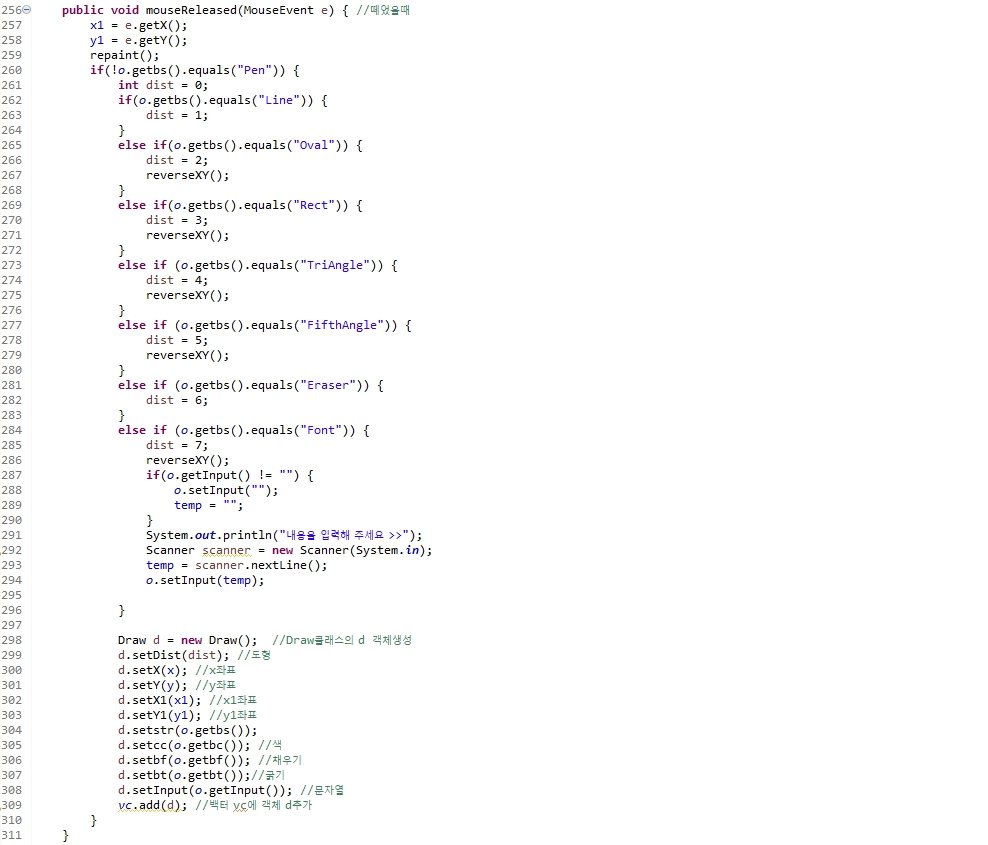 256 public void mouseReleased(MouseEvent e) { //떼었을때
257 x1 = e.getX();
258 y1 = e.getY();
259 repaint();
260 if(!o.getbs().equals("Pen")) {
261 int dist = 0;
262 if(o.getbs().equals("Line")) {
263 dist = 1;
264 }
265 else if(o.getbs().equals("Oval")) {
266 dist = 2;
267 reverseXY();
268 }
269 else if(o.getbs().equals("Rect")) {
270 dist = 3;
271 reverseXY();
272 }
273 else if (o.getbs().equals("TriAngle")) {
274 dist = 4;
275 reverseXY();
276 }
277 else if (o.getbs().equals("FifthAngle")) {
278 dist = 5;
279 reverseXY();
280 }
281 else if (o.getbs().equals("Eraser")) {
282 dist = 6;
283 }
284 else if (o.getbs().equals("Font")) {
285 dist = 7;
286 reverseXY();
287 if(o.getInput() != "") {
288 o.setInput("");
289 temp = "";
290 }
291 System.out.println("내용을 입력해 주세요 >>");
292 Scanner scanner = new Scanner(System.in);
293 temp = scanner.nextLine();
294 o.setInput(temp);
295
296 }
297
298 Draw d = new Draw(); //Draw클래스의 d 객체생성
299 d.setDist(dist); //도형
300 d.setX(x); //x좌표
301 d.setY(y); //y좌표
302 d.setX1(x1); //x1좌표
303 d.setY1(y1); //y1좌표
304 d.setstr(o.getbs());
305 d.setcc(o.getbc()); //색
306 d.setbf(o.getbf()); //채우기
307 d.setbt(o.getbt());//굵기
308 d.setInput(o.getInput()); //문자열
309 vc.add(d); //백터 vc에 객체 d추가
310 }
311 }